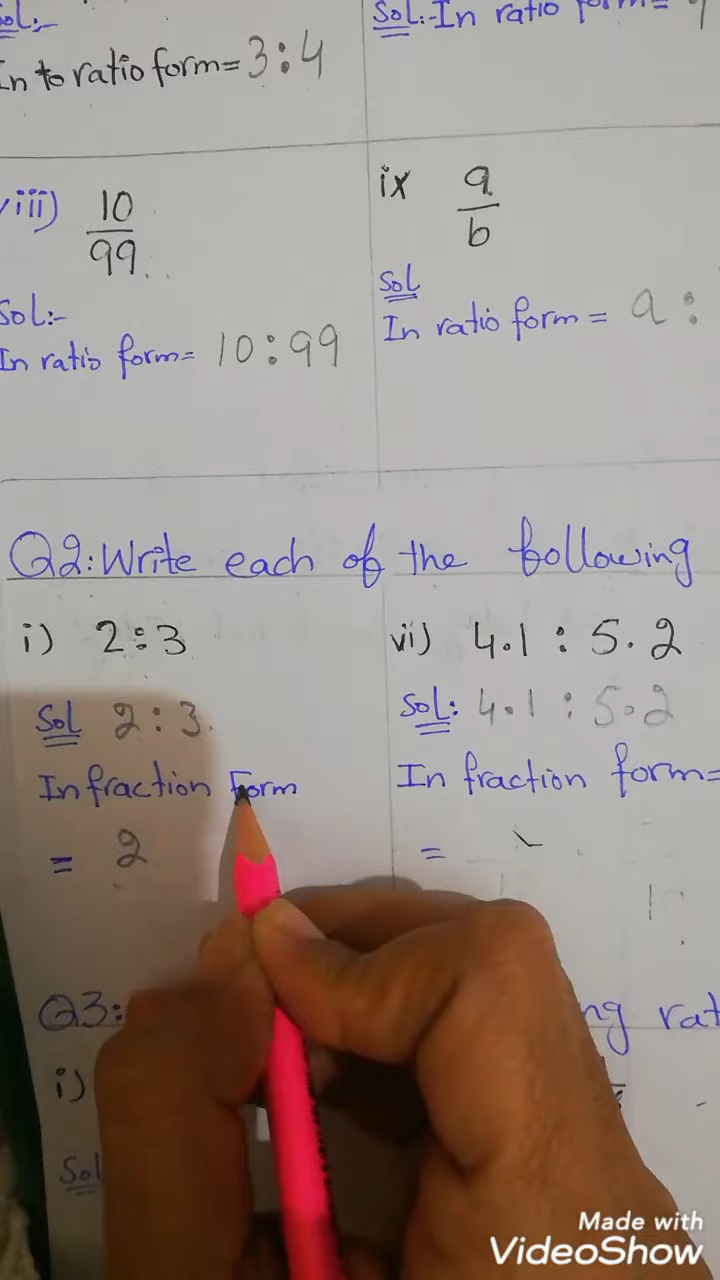 Sol:-
In to ratio form= 3:4
Sol:-In ratio form=
viii) 10
99
Sol:-
In ratio form= 10:99
ix a
b
Sol
In ratio form = a :
Q2:Write each of the following
i) 2:3
Sol 2:3.
In fraction Form
= 2
vi) 4.1 : 5.2
Sol: 4.1 : 5.2
In fraction form=
=
Q3:
i)
Sol
Made with
VideoShow